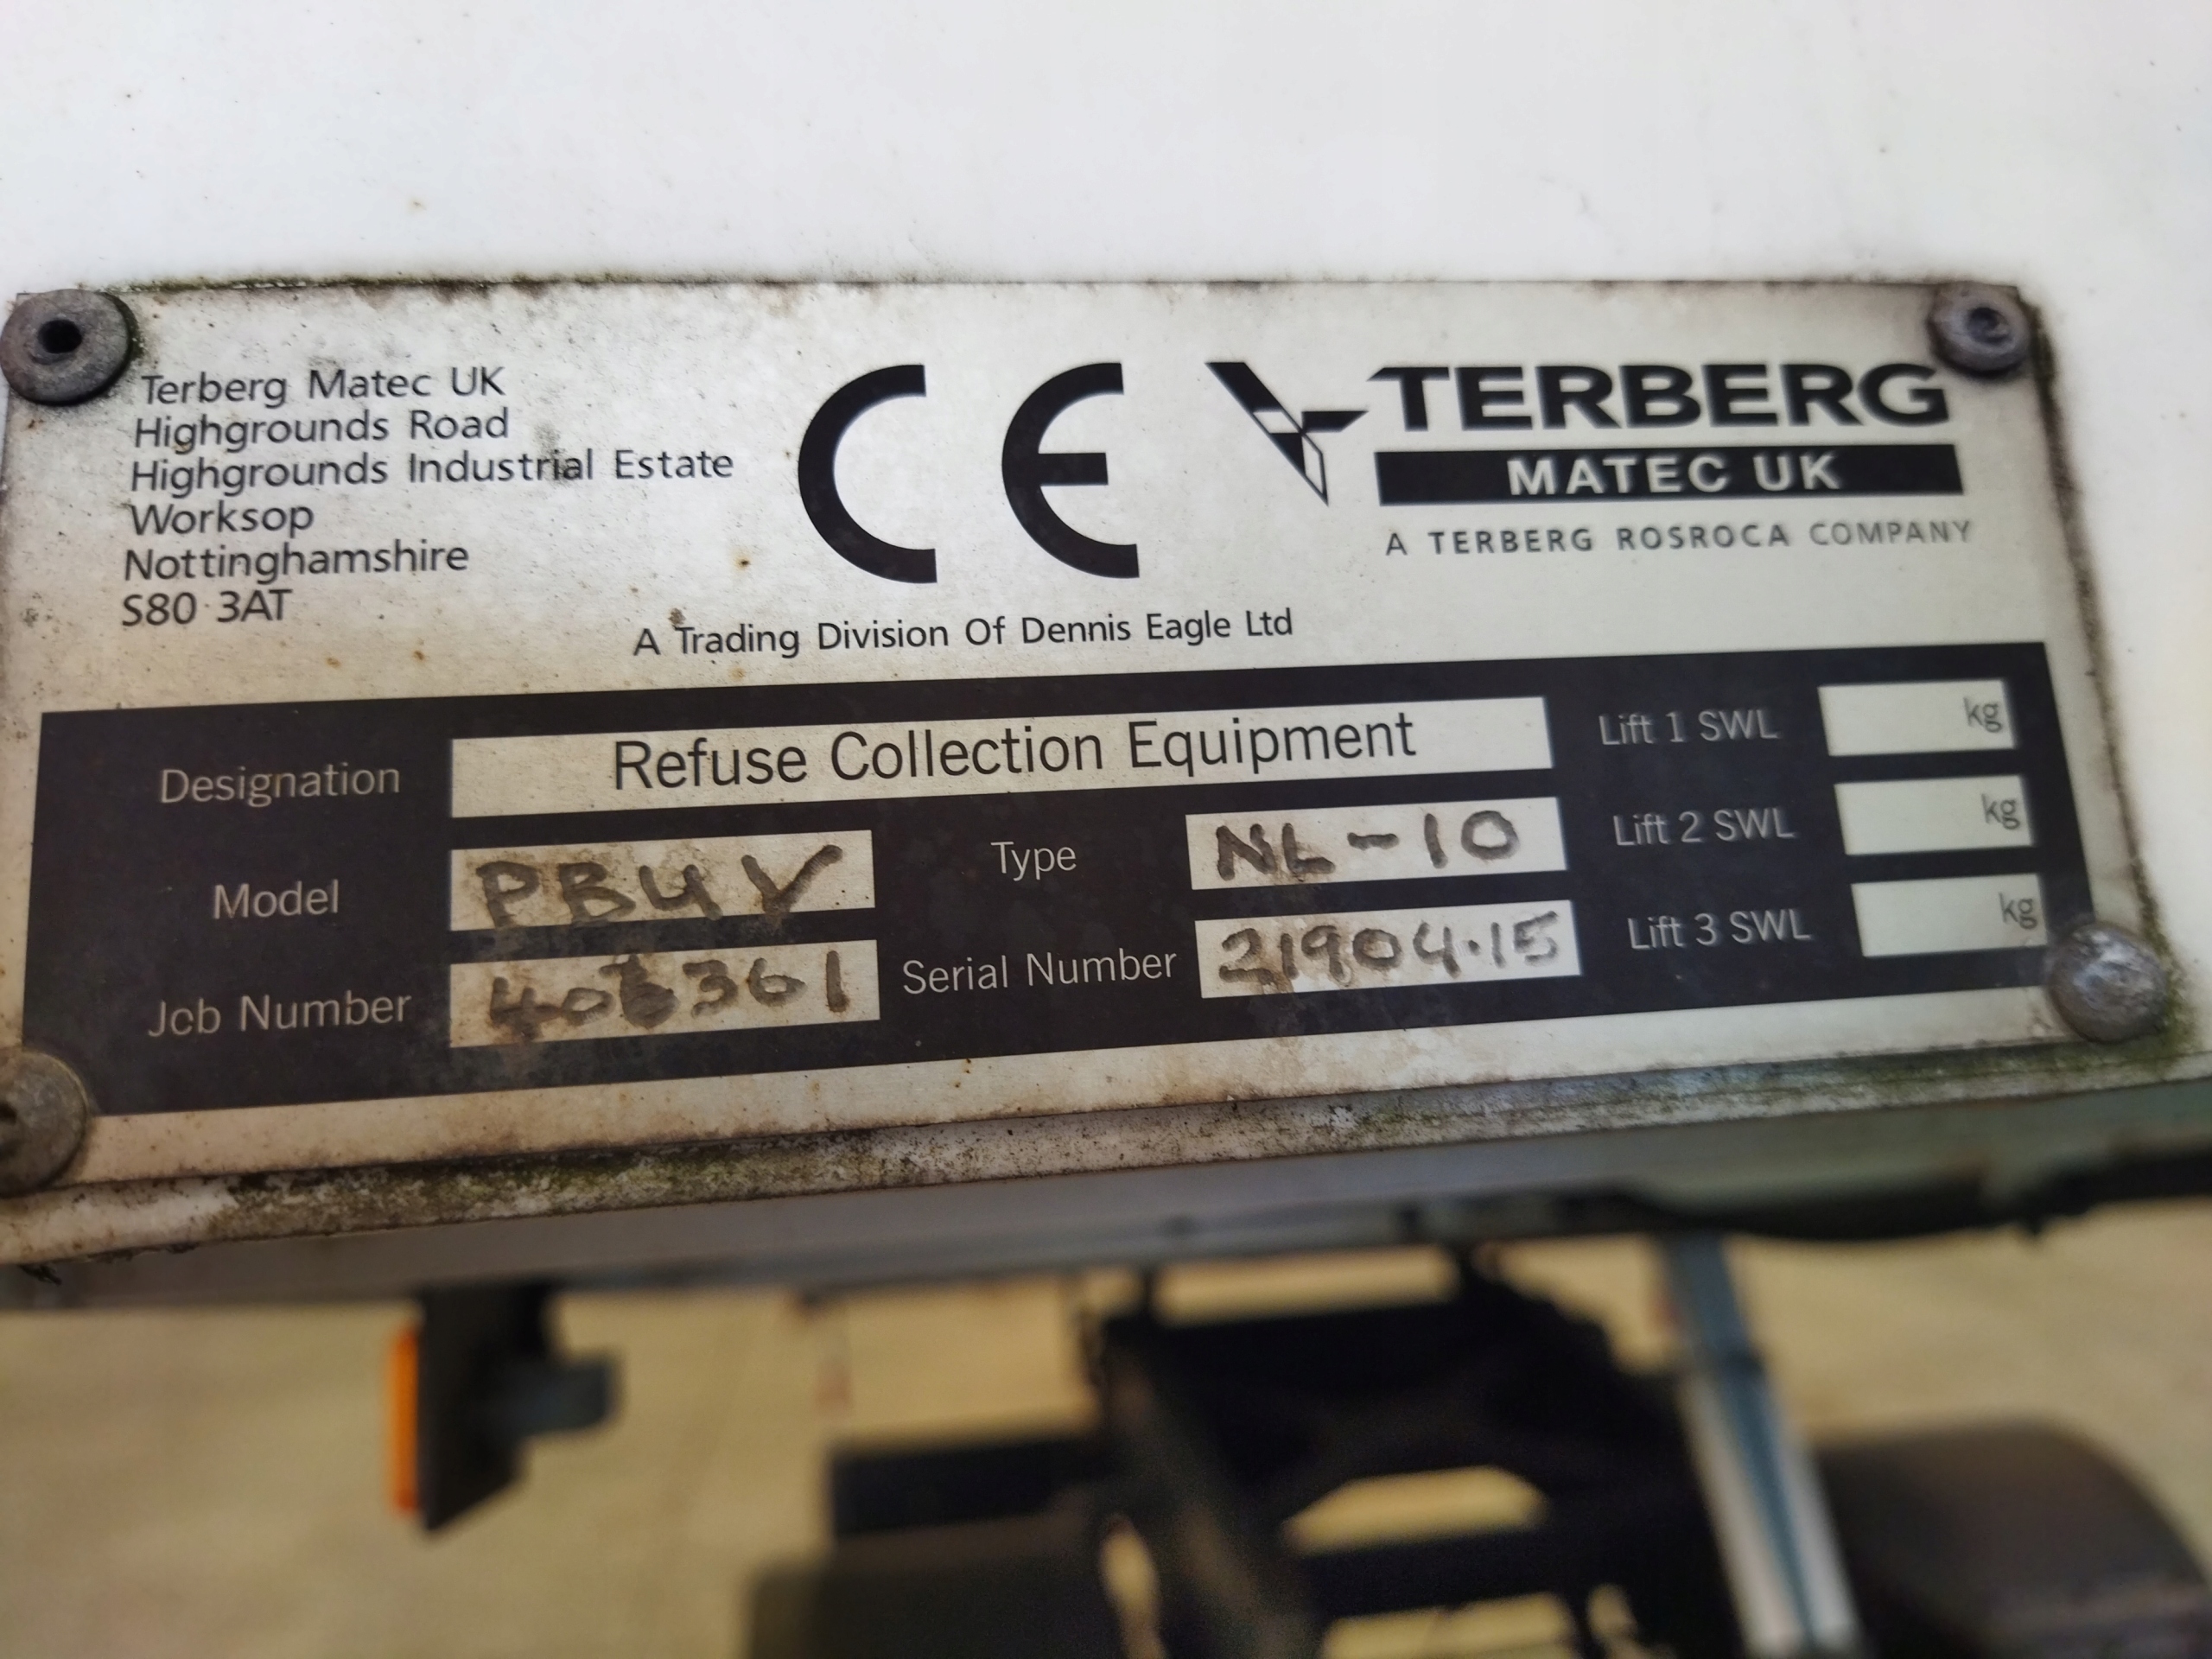 Terberg Matec UK
Highgrounds Road
Highgrounds Industrial Estate
Worksop
Nottinghamshire
S80 3AT
CE
TERBERG
MATEC UK
A TERBERG ROSROCA COMPANY
A Trading Division Of Dennis Eagle Ltd
Designation Refuse Collection Equipment
Model PBUV Type NL-10
Job Number Serial Number 21904.15
Lift 1 SWL kg
Lift 2 SWL kg
Lift 3 SWL kg